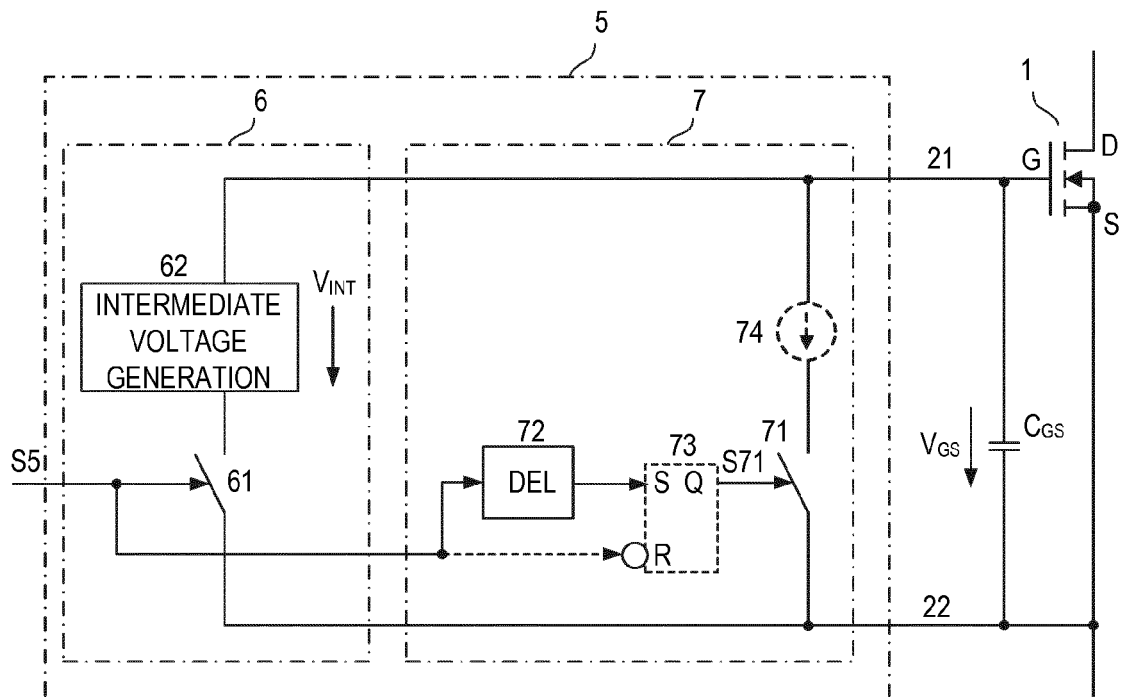 5
1
6
7
21
G
D
S
62
INTERMEDIATE
VOLTAGE
GENERATION
VINT
74
S5
61
72
DEL
73
S Q
R
S71
71
VGS
CGS
22